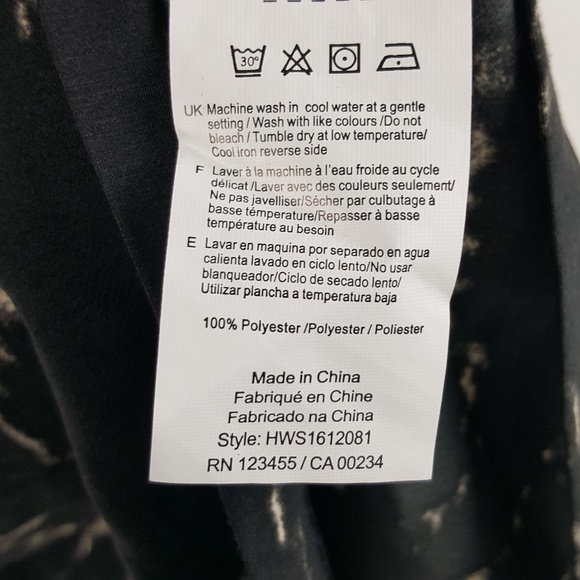 30°
UK Machine wash in cool water at a gentle
setting / Wash with like colours /Do not
bleach / Tumble dry at low temperature/
Cool iron reverse side
F Laver à la machine à l'eau froide au cycle
délicat /Laver avec des couleurs seulement/
Ne pas javelliser/Sécher par culbutage à
basse témpérature/Repasser à basse
température au besoin
E Lavar en maquina por separado en agua
calienta lavado en ciclo lento/No usar
blanqueador/Ciclo de secado lento/
Utilizar plancha a temperatura baja
100% Polyester /Polyester / Poliester
Made in China
Fabriqué en Chine
Fabricado na China
Style: HWS1612081
RN 123455 / CA 00234